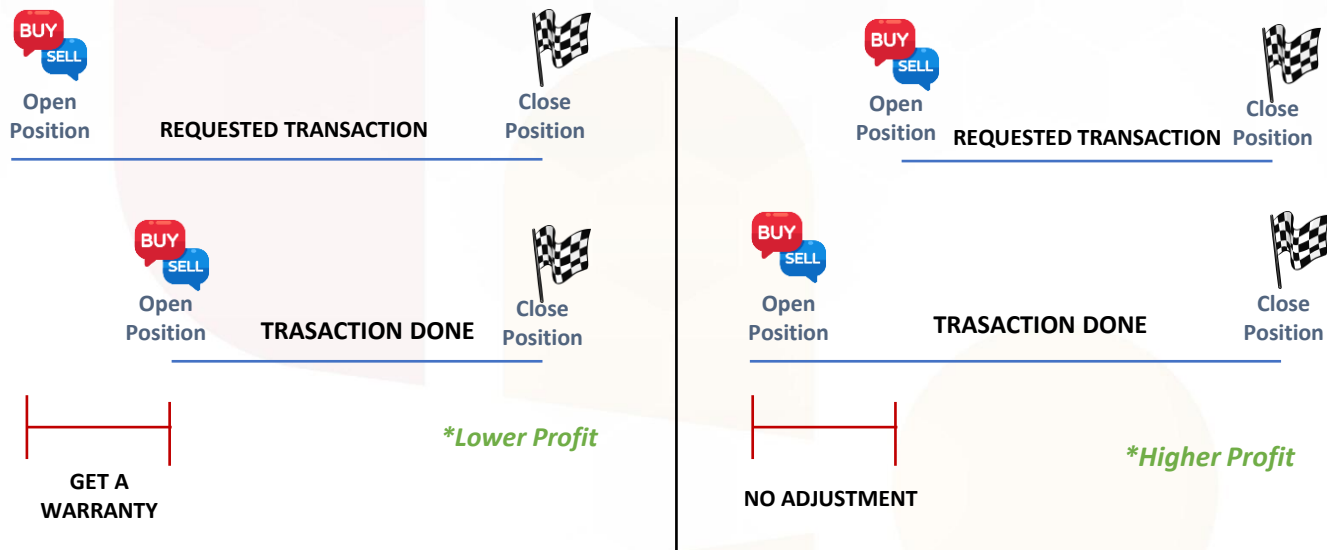 BUY
SELL
Open
Position
REQUESTED TRANSACTION
Close
Position
BUY
SELL
Open
Position
TRASACTION DONE
Close
Position
GET A
WARRANTY
*Lower Profit
BUY
SELL
Open
Position
REQUESTED TRANSACTION
Close
Position
BUY
SELL
Open
Position
TRASACTION DONE
Close
Position
NO ADJUSTMENT
*Higher Profit